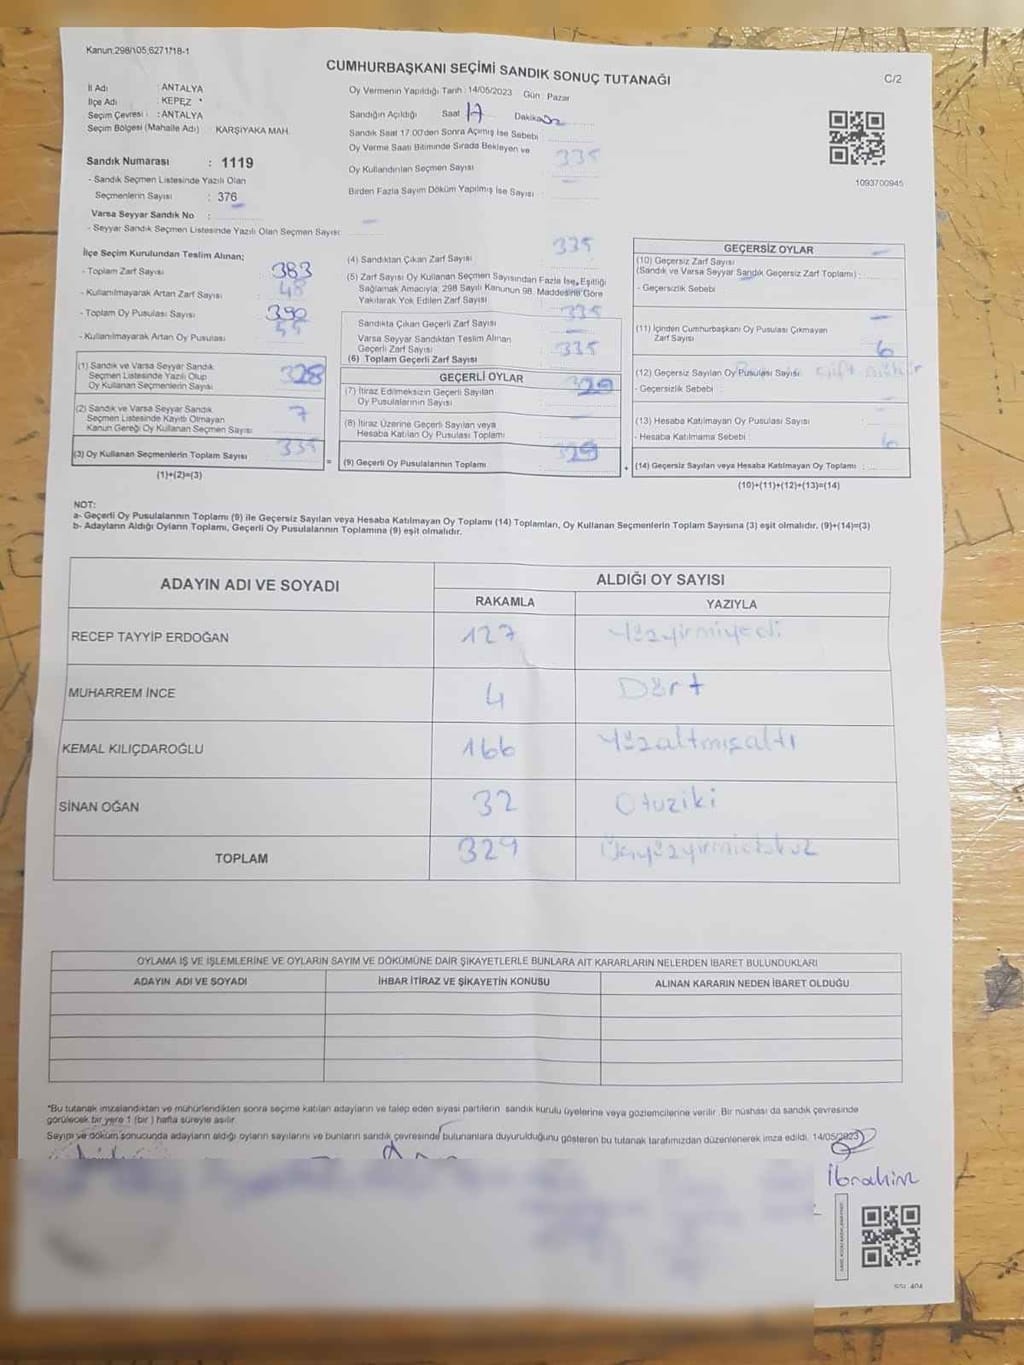 Kanun:298/105,6271/18-1
CUMHURBAŞKANI SEÇİMİ SANDIK SONUÇ TUTANAĞI
C/2
İl Adı : ANTALYA
İlçe Adı : KEPEZ
Seçim Çevresi : ANTALYA
Seçim Bölgesi (Mahalle Adı) : KARŞIYAKA MAH.
Sandık Numarası : 1119
- Sandık Seçmen Listesinde Yazılı Olan
Seçmenlerin Sayısı : 376
Varsa Seyyar Sandık No :
- Seyyar Sandık Seçmen Listesinde Yazılı Olan Seçmen Sayısı: -
Oy Vermenin Yapıldığı Tarih : 14/05/2023 Gün : Pazar
Sandığın Açıldığı Saat 17 Dakika
Sandık Saat 17.00'den Sonra Açımış İse Sebebi
Oy Verme Saati Bitiminde Sırada Bekleyen ve
Oy Kullandırılan Seçmen Sayısı 335
Birden Fazla Sayım Döküm Yapılmış İse Sayısı -
1093700945
İlçe Seçim Kurulundan Teslim Alınan;
- Toplam Zarf Sayısı 383
- Kullanılmayarak Artan Zarf Sayısı 48
- Toplam Oy Pusulası Sayısı 390
- Kullanılmayarak Artan Oy Pusulası 55
(1) Sandık ve Varsa Seyyar Sandık
Seçmen Listesinde Yazılı Olup
Oy Kullanan Seçmenlerin Sayısı 328
(2) Sandık ve Varsa Seyyar Sandık
Seçmen Listesinde Kayıtlı Olmayan
Kanun Gereği Oy Kullanan Seçmen Sayısı 7
(3) Oy Kullanan Seçmenlerin Toplam Sayısı 335
(1)+(2)=(3)
(4) Sandıktan Çıkan Zarf Sayısı 335
(5) Zarf Sayısı Oy Kullanan Seçmen Sayısından Fazla İse, Eşitliği
Sağlamak Amacıyla; 298 Sayılı Kanunun 98. Maddesine Göre
Yakılarak Yok Edilen Zarf Sayısı -
Sandıkta Çıkan Geçerli Zarf Sayısı 335
Varsa Seyyar Sandıktan Teslim Alınan
Geçerli Zarf Sayısı -
(6) Toplam Geçerli Zarf Sayısı 335
GEÇERLİ OYLAR
(7) İtiraz Edilmeksizin Geçerli Sayılan
Oy Pusulalarının Sayısı 329
(8) İtiraz Üzerine Geçerli Sayılan veya
Hesaba Katılan Oy Pusulası Toplamı -
= (9) Geçerli Oy Pusulalarının Toplamı 329
GEÇERSİZ OYLAR
(10) Geçersiz Zarf Sayısı
(Sandık ve Varsa Seyyar Sandık Geçersiz Zarf Toplamı) : -
- Geçersizlik Sebebi
(11) İçinden Cumhurbaşkanı Oy Pusulası Çıkmayan
Zarf Sayısı -
(12) Geçersiz Sayılan Oy Pusulası Sayısı 6
- Geçersizlik Sebebi : çift mühür
(13) Hesaba Katılmayan Oy Pusulası Sayısı -
- Hesaba Katılmama Sebebi : -
+ (14) Geçersiz Sayılan veya Hesaba Katılmayan Oy Toplamı : 6
(10)+(11)+(12)+(13)=(14)
NOT:
a- Geçerli Oy Pusulalarının Toplamı (9) ile Geçersiz Sayılan veya Hesaba Katılmayan Oy Toplamı (14) Toplamları, Oy Kullanan Seçmenlerin Toplam Sayısına (3) eşit olmalıdır. (9)+(14)=(3)
b- Adayların Aldığı Oyların Toplamı, Geçerli Oy Pusulalarının Toplamına (9) eşit olmalıdır.
ADAYIN ADI VE SOYADI
ALDIĞI OY SAYISI
RAKAMLA YAZIYLA
RECEP TAYYİP ERDOĞAN 127 Yüzyirmiyedi
MUHARREM İNCE 4 Dört
KEMAL KILIÇDAROĞLU 166 Yüzaltmışaltı
SİNAN OĞAN 32 Otuziki
TOPLAM 329 Üçyüzyirmidokuz
OYLAMA İŞ VE İŞLEMLERİNE VE OYLARIN SAYIM VE DÖKÜMÜNE DAİR ŞİKAYETLERLE BUNLARA AİT KARARLARIN NELERDEN İBARET BULUNDUKLARI
ADAYIN ADI VE SOYADI İHBAR İTİRAZ VE ŞİKAYETİN KONUSU ALINAN KARARIN NEDEN İBARET OLDUĞU
*Bu tutanak imzalandıktan ve mühürlendikten sonra seçime katılan adayların ve talep eden siyasi partilerin sandık kurulu üyelerine veya gözlemcilerine verilir. Bir nüshası da sandık çevresinde
görülecek bir yere 1 (bir ) hafta süreyle asılır.
Sayım ve döküm sonucunda adayların aldığı oyların sayılarını ve bunların sandık çevresinde bulunanlara duyurulduğunu gösteren bu tutanak tarafımızdan düzenlenerek imza edildi. 14/05/2023
İbrahim